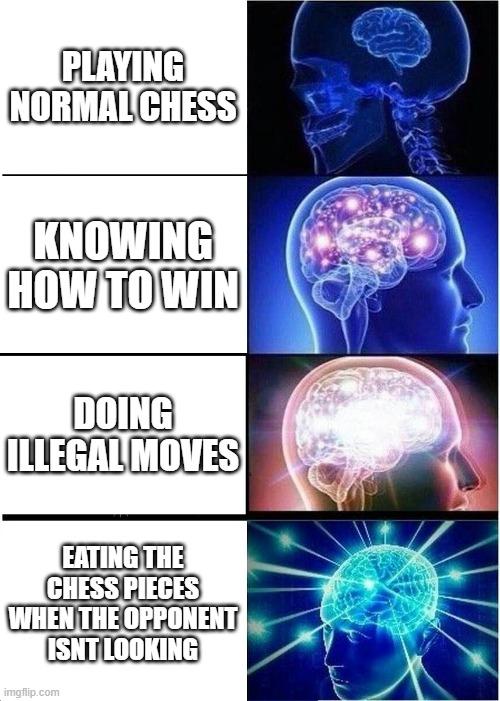 PLAYING
NORMAL CHESS
KNOWING
HOW TO WIN
DOING
ILLEGAL MOVES
EATING THE
CHESS PIECES
WHEN THE OPPONENT
ISNT LOOKING
imgflip.com